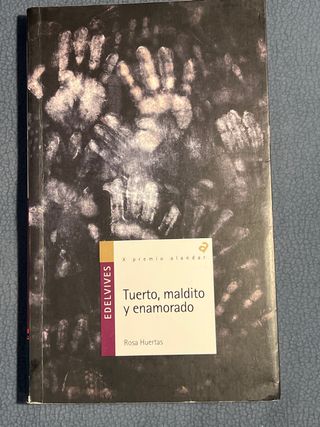 EDELVIVES
X premio alandar
Tuerto, maldito
y enamorado
Rosa Huertas